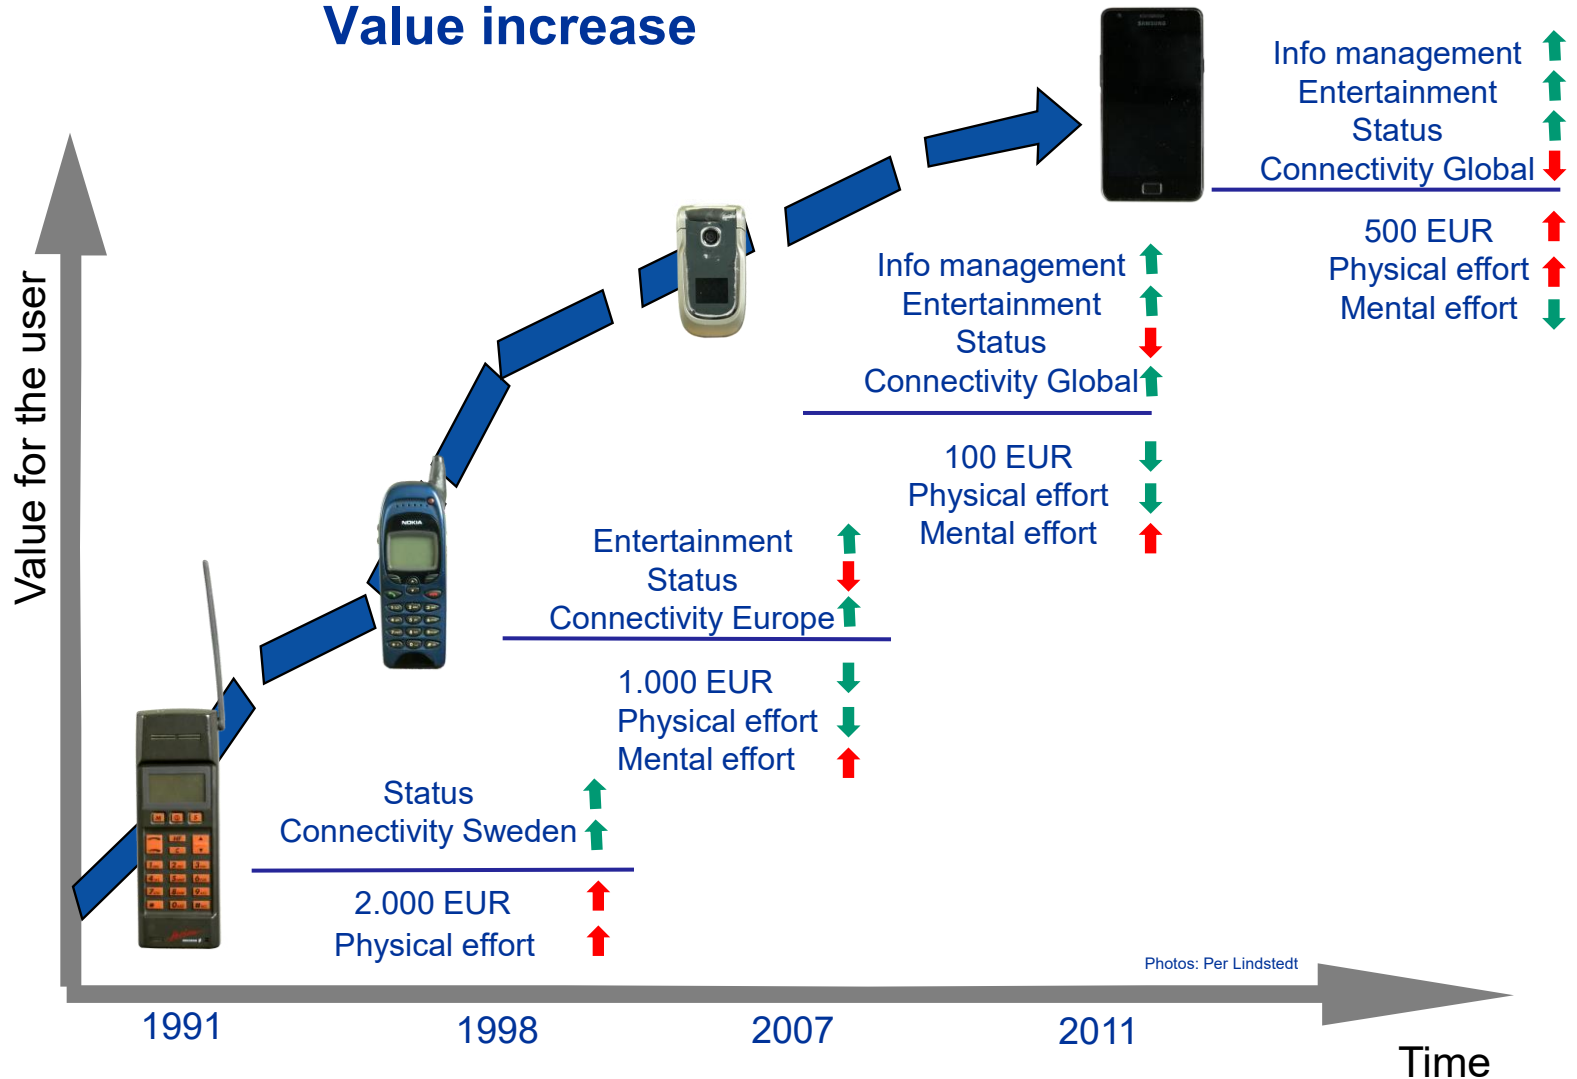 Value increase
SAMSUNG
Info management
Entertainment
Status
Connectivity Global
500 EUR
Physical effort
Mental effort
Info management
Entertainment
Status
Connectivity Global
100 EUR
Physical effort
Mental effort
NOKIA
Entertainment
Status
Connectivity Europe
1.000 EUR
Physical effort
Mental effort
Status
Connectivity Sweden
2.000 EUR
Physical effort
Value for the user
Photos: Per Lindstedt
1991
1998
2007
2011
Time